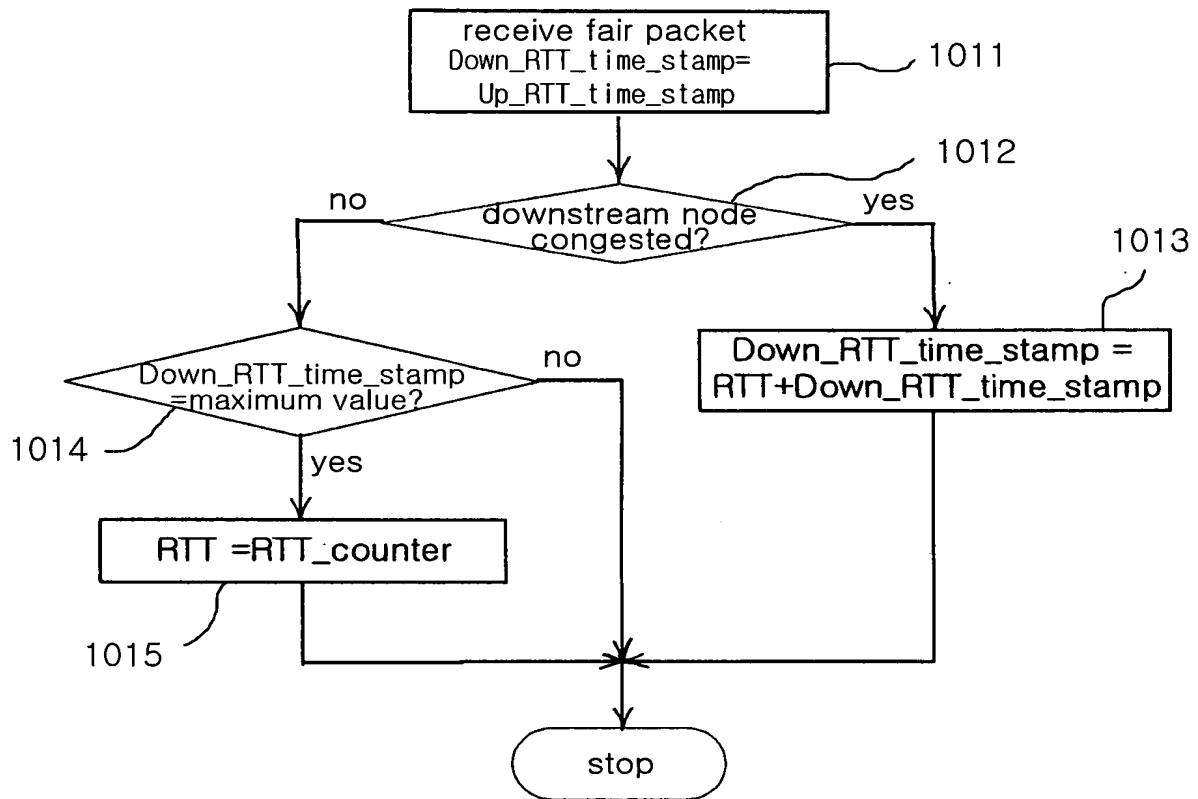 receive fair packet
Down_RTT_time_stamp=
Up_RTT_time_stamp
1011
1012
no
downstream node
congested?
yes
1013
Down_RTT_time_stamp
=maximum value?
no
Down_RTT_time_stamp =
RTT+Down_RTT_time_stamp
1014
yes
RTT =RTT_counter
1015
stop